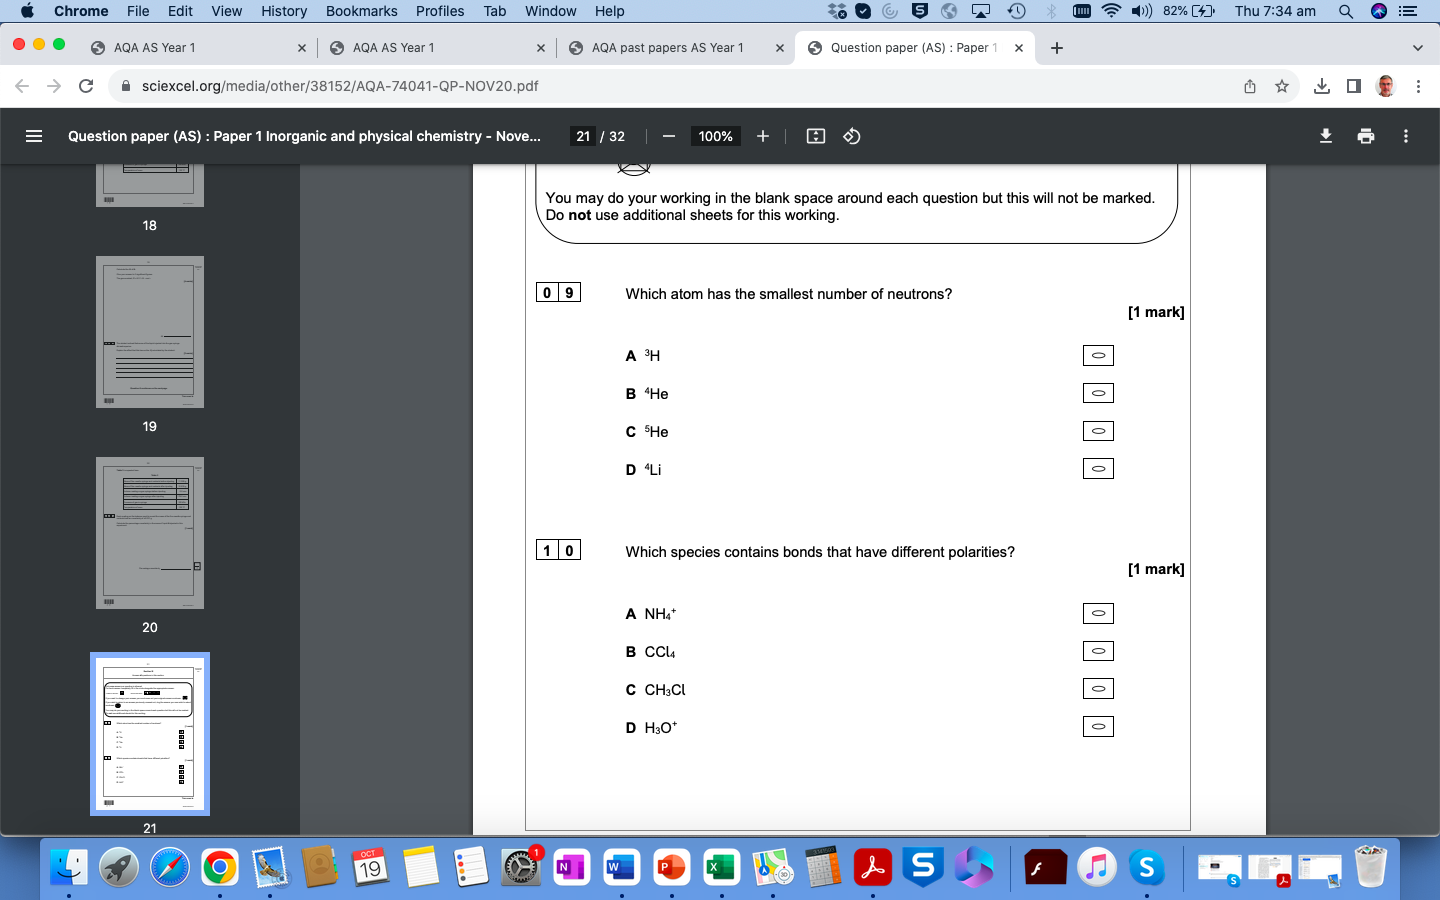 Chrome File Edit View History Bookmarks Profiles Tab Window Help 82% Thu 7:34 am
AQA AS Year 1
AQA AS Year 1
AQA past papers AS Year 1
Question paper (AS) : Paper 1
sciexcel.org/media/other/38152/AQA-74041-QP-NOV20.pdf
Question paper (AS) : Paper 1 Inorganic and physical chemistry - Nove... 21 / 32 100%
18
19
20
21
You may do your working in the blank space around each question but this will not be marked.
Do not use additional sheets for this working.
0 9 Which atom has the smallest number of neutrons?
[1 mark]
A ³H
B ⁴He
C ⁵He
D ⁴Li
1 0 Which species contains bonds that have different polarities?
[1 mark]
A NH₄⁺
B CCl₄
C CH₃Cl
D H₃O⁺
OCT
19
1